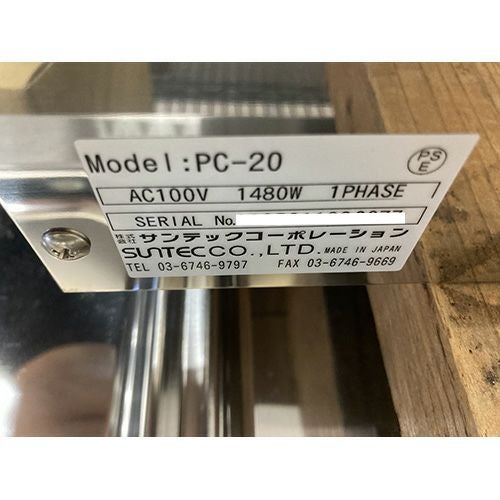 Model:PC-20
PS
E
AC100V 1480W 1PHASE
SERIAL No.
株式
会社 サンテックコーポレーション
SUNTECCO.,LTD. MADE IN JAPAN
TEL 03-6746-9797 FAX 03-6746-9669